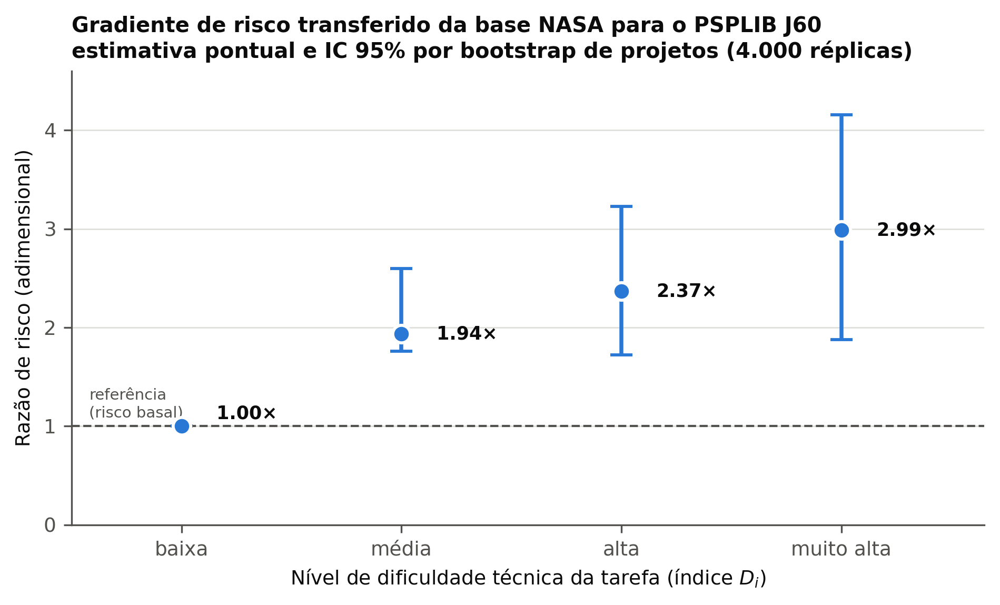 Gradiente de risco transferido da base NASA para o PSPLIB J60
estimativa pontual e IC 95% por bootstrap de projetos (4.000 réplicas)
Razão de risco (adimensional)
4
3
2
1
0
2.99×
2.37×
1.94×
referência
(risco basal)
1.00×
baixa
média
alta
muito alta
Nível de dificuldade técnica da tarefa (índice Di)